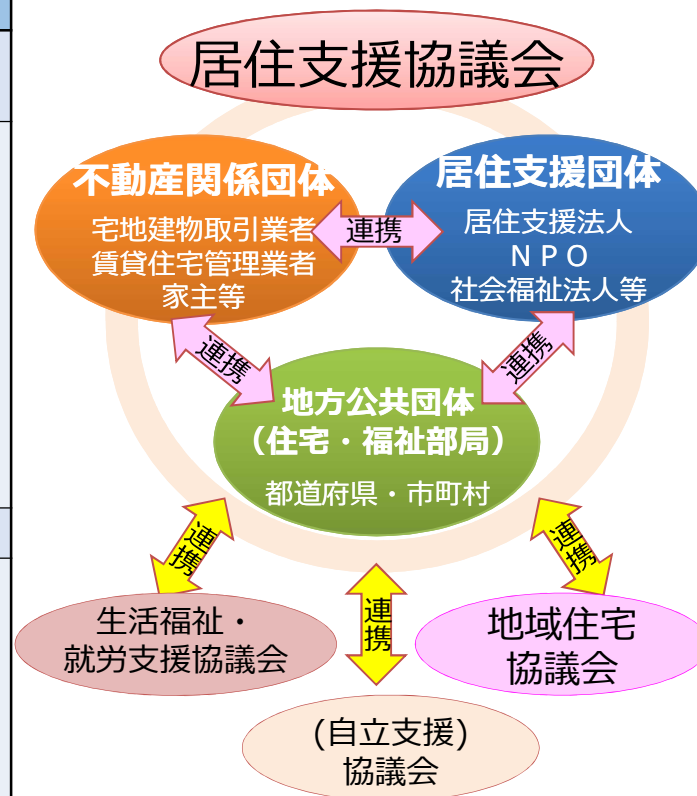 居住支援協議会
不動産関係団体
宅地建物取引業者
賃貸住宅管理業者
家主等
連携
居住支援団体
居住支援法人
ＮＰＯ
社会福祉法人等
連携
連携
地方公共団体
（住宅・福祉部局）
都道府県・市町村
連携
連携
連携
生活福祉・
就労支援協議会
地域住宅
協議会
(自立支援)
協議会